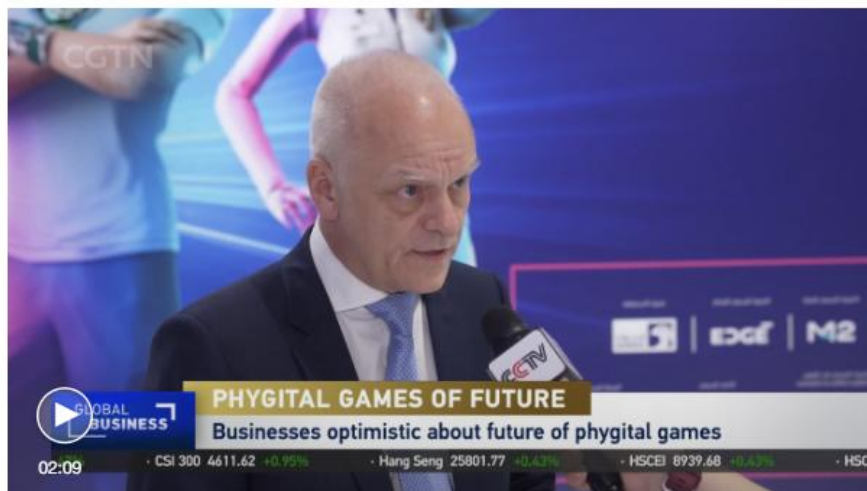 CGTN
EDGE
M2
CCTV
PHYGITAL GAMES OF FUTURE
GLOBAL BUSINESS
Businesses optimistic about future of phygital games
02:09
· CSI 300 4611.62 +0.95% · Hang Seng 25801.77 +0.43% · HSCEI 8939.68 +0.43% · HSC